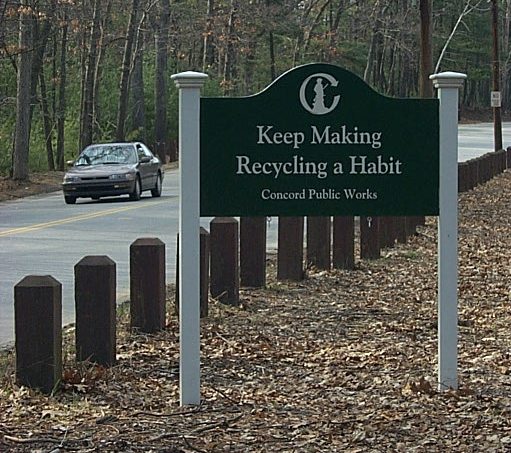 C
Keep Making
Recycling a Habit
Concord Public Works